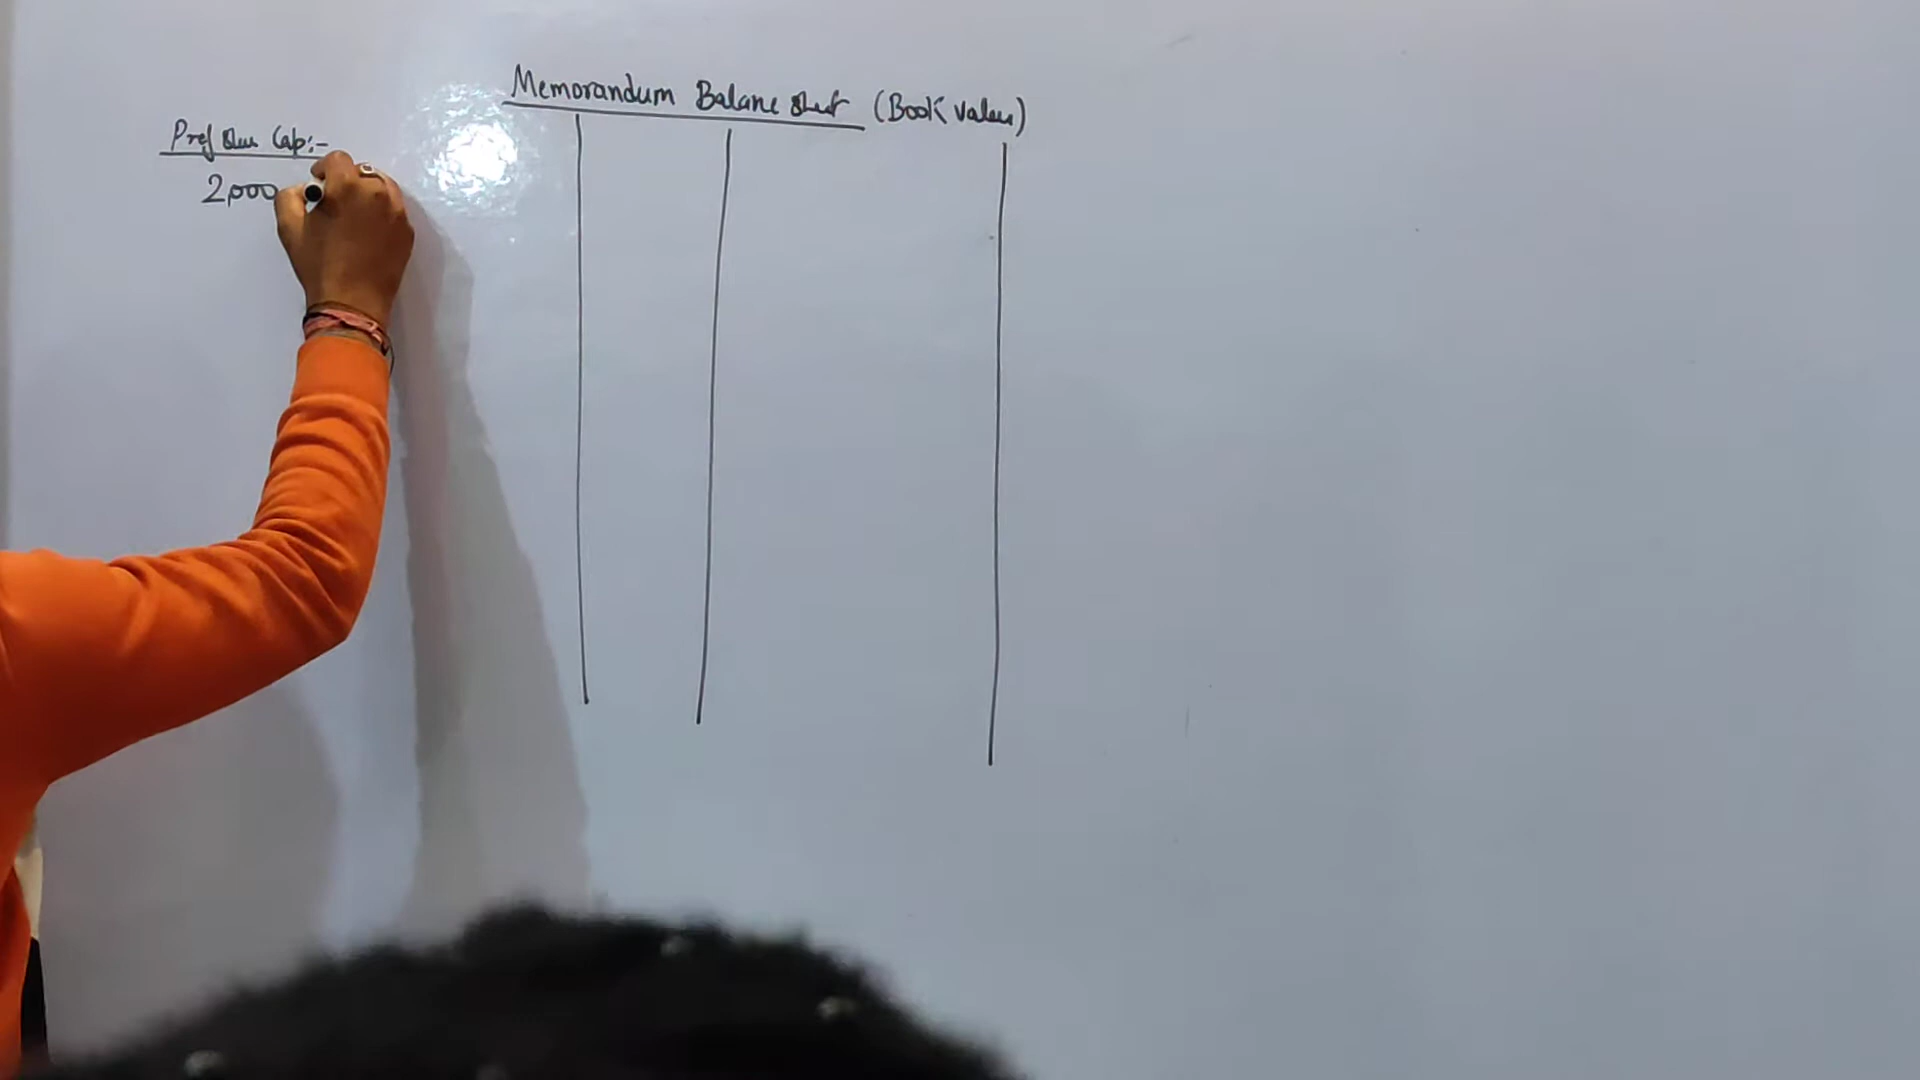 Memorandum Balance Sheet (Book value)
Pref Share Cap:-
2,000